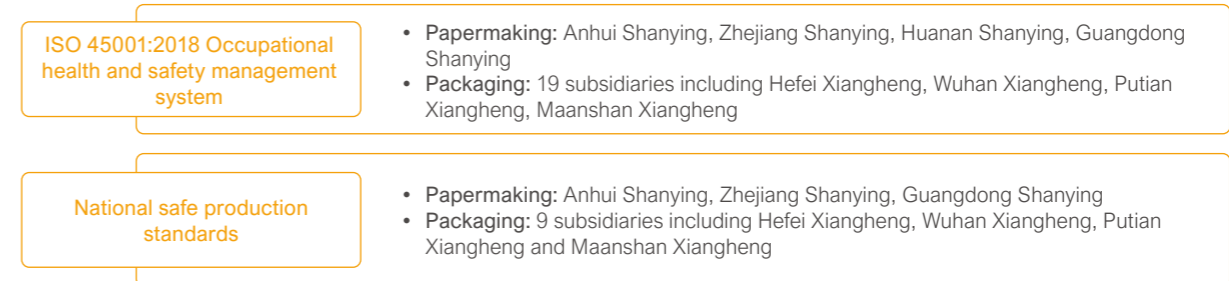 ISO 45001:2018 Occupational
health and safety management
system
• Papermaking: Anhui Shanying, Zhejiang Shanying, Huanan Shanying, Guangdong
Shanying
• Packaging: 19 subsidiaries including Hefei Xiangheng, Wuhan Xiangheng, Putian
Xiangheng, Maanshan Xiangheng
National safe production
standards
• Papermaking: Anhui Shanying, Zhejiang Shanying, Guangdong Shanying
• Packaging: 9 subsidiaries including Hefei Xiangheng, Wuhan Xiangheng, Putian
Xiangheng and Maanshan Xiangheng